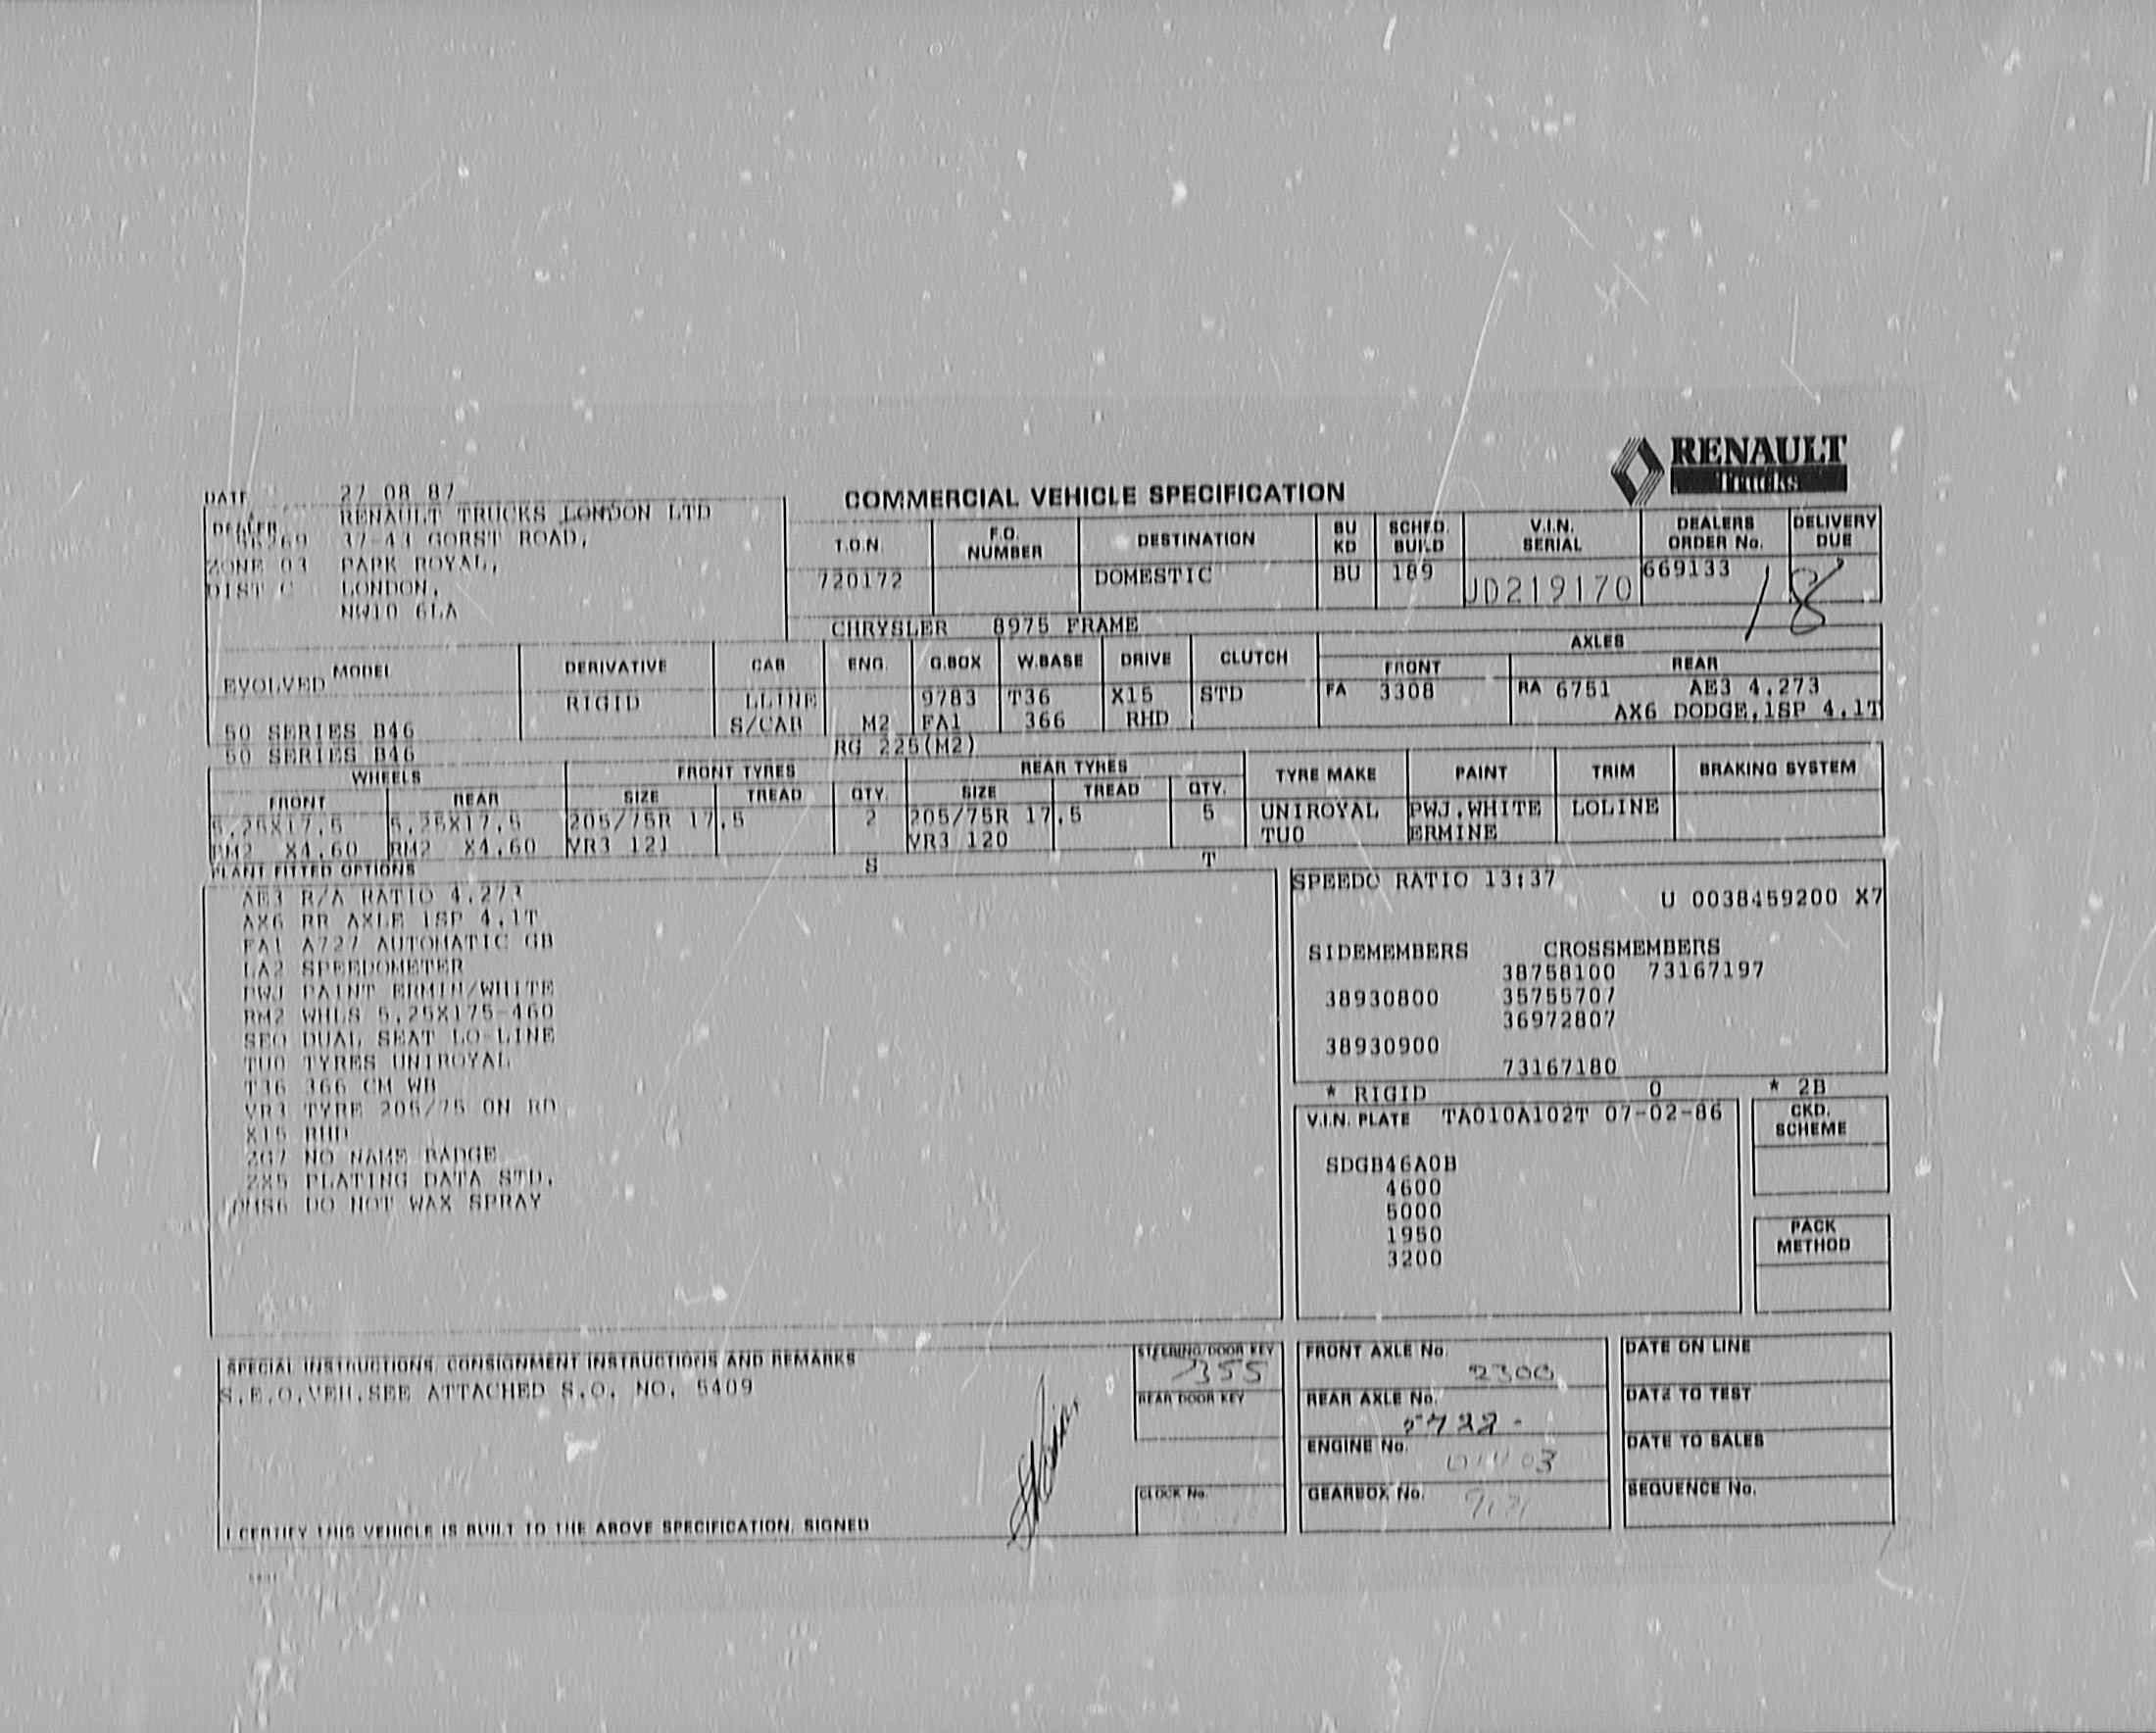 RENAULT
Trucks
COMMERCIAL VEHICLE SPECIFICATION
DATE 27 08 87
DEALER RENAULT TRUCKS LONDON LTD
37-43 GORST ROAD,
ZONE 03 PARK ROYAL,
DIST C LONDON,
NW10 6LA
T.O.N. F.O. NUMBER DESTINATION BU KD SCHED. BUILD V.I.N. SERIAL DEALERS ORDER No. DELIVERY DUE
720172 DOMESTIC BU 189 JD219170 669133 18
CHRYSLER 8975 FRAME
MODEL DERIVATIVE CAB ENG. G.BOX W.BASE DRIVE CLUTCH AXLES FRONT REAR
EVOLVED RIGID LLINE 9783 T36 X15 STD FA 3308 RA 6751 AE3 4.273
50 SERIES B46 S/CAB M2 FA1 366 RHD AX6 DODGE,1SP 4.1T
50 SERIES B46 RG 225(M2)
WHEELS FRONT TYRES REAR TYRES TYRE MAKE PAINT TRIM BRAKING SYSTEM
FRONT REAR SIZE TREAD QTY. SIZE TREAD QTY.
5.25X17.5 5.25X17.5 205/75R 17.5 2 205/75R 17.5 5 UNIROYAL PWJ.WHITE LOLINE
RM2 X4.60 RM2 X4.60 VR3 121 VR3 120 TUO ERMINE
S T
PLANT FITTED OPTIONS
AE3 R/A RATIO 4.273
AX6 RR AXLE 1SP 4.1T
FA1 A727 AUTOMATIC GB
LA2 SPEEDOMETER
PWJ PAINT ERMIN/WHITE
RM2 WHLS 5.25X175-460
SEO DUAL SEAT LO-LINE
TUO TYRES UNIROYAL
T36 366 CM WB
VR3 TYRE 205/75 ON RD
X15 RHD
2G7 NO NAME BADGE
2X5 PLATING DATA STD.
DO NOT WAX SPRAY
SPEEDO RATIO 13:37
U 0038459200 X7
SIDEMEMBERS CROSSMEMBERS
38758100 73167197
38930800 35755707
36972807
38930900
73167180
* RIGID 0 * 2B
V.I.N. PLATE TA010A102T 07-02-86
CKD. SCHEME
SDGB46A0B
4600
5000
1950
3200
PACK METHOD
SPECIAL INSTRUCTIONS, CONSIGNMENT INSTRUCTIONS AND REMARKS
S.E.O.VEH.SEE ATTACHED S.O. NO. 5409
STEERING/DOOR KEY
355
REAR DOOR KEY
CLOCK No.
FRONT AXLE No. 2300
REAR AXLE No.
ENGINE No.
GEARBOX No.
DATE ON LINE
DATE TO TEST
DATE TO SALES
SEQUENCE No.
I CERTIFY THIS VEHICLE IS BUILT TO THE ABOVE SPECIFICATION. SIGNED